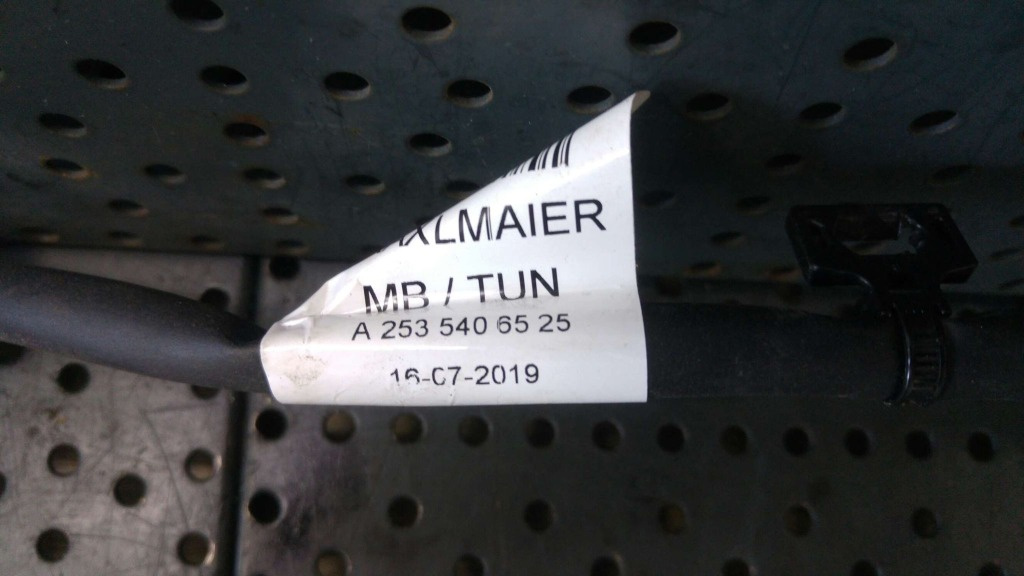 XLMAIER
MB / TUN
A 253 540 65 25
16-07-2019